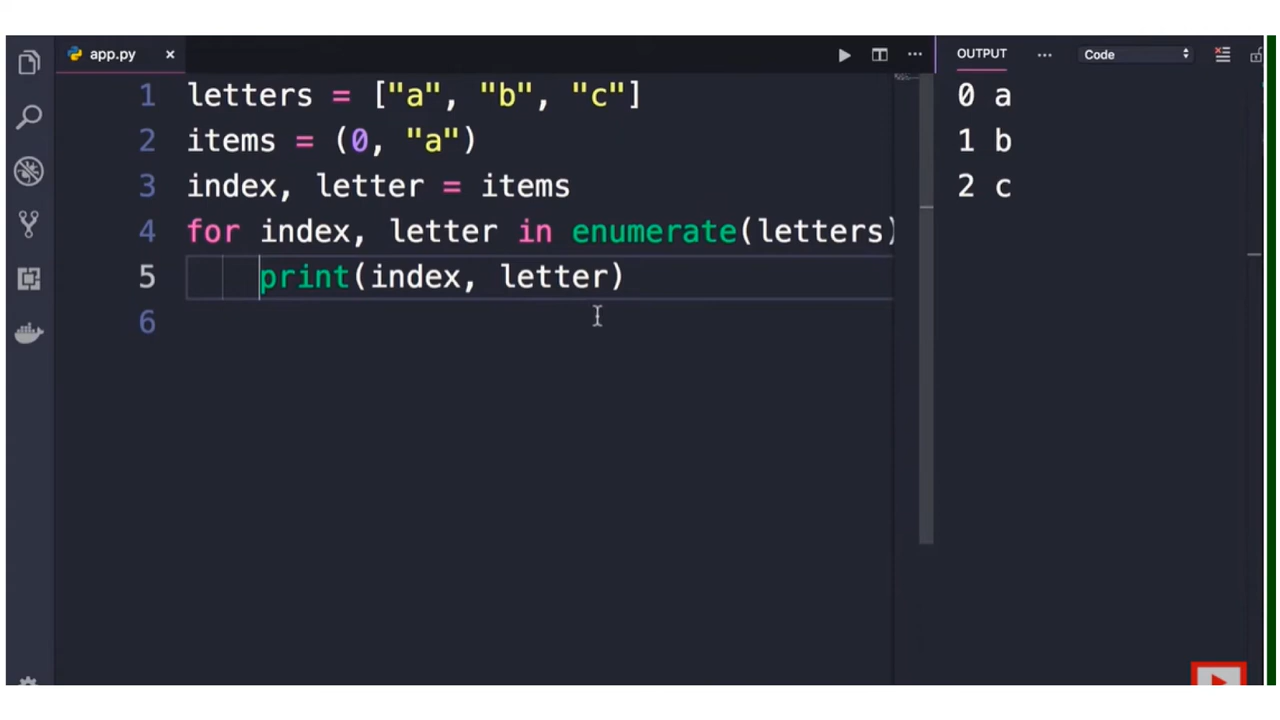 app.py ×
OUTPUT ... Code
1 letters = ["a", "b", "c"]
2 items = (0, "a")
3 index, letter = items
4 for index, letter in enumerate(letters)
5 print(index, letter)
6
0 a
1 b
2 c